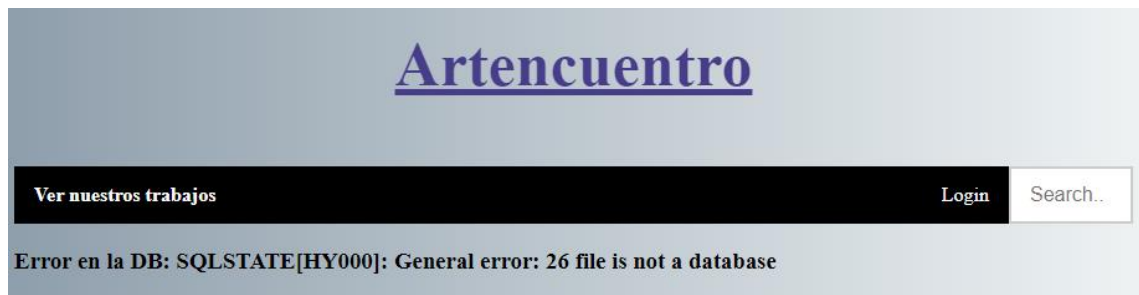 Artencuentro
Ver nuestros trabajos Login Search..
Error en la DB: SQLSTATE[HY000]: General error: 26 file is not a database